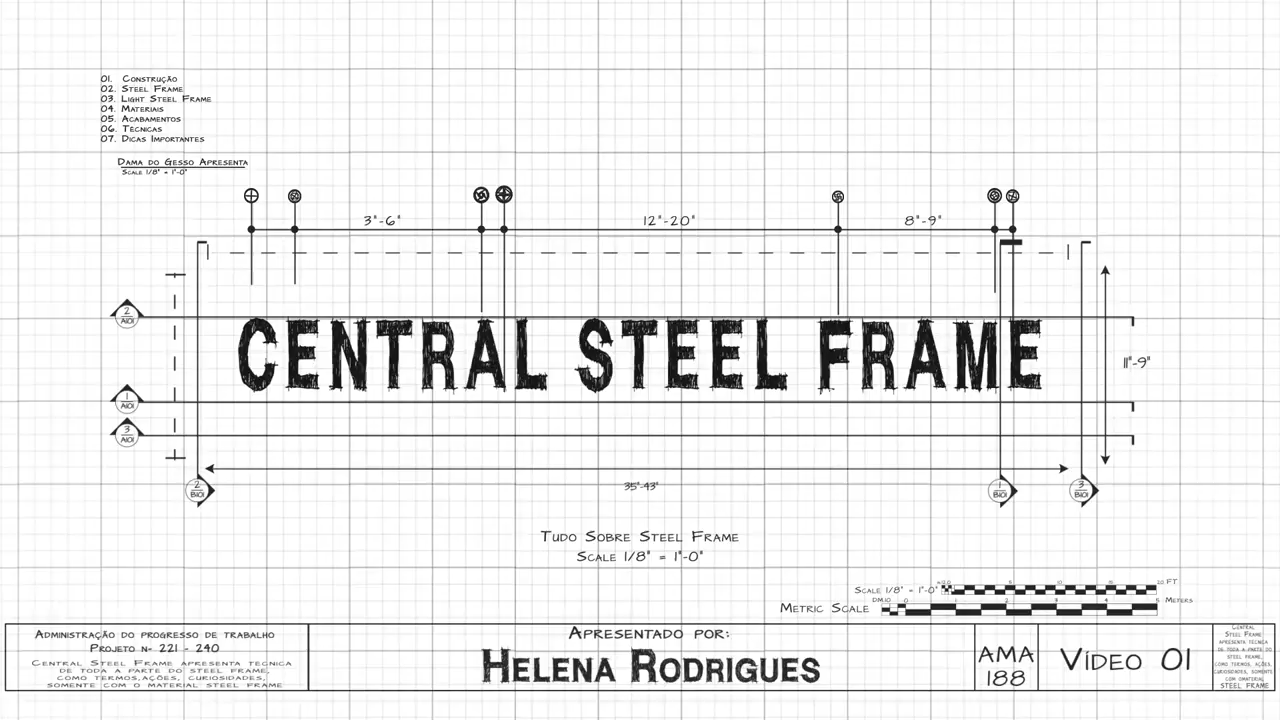 01. Construção
02. Steel Frame
03. Light Steel Frame
04. Materiais
05. Acabamentos
06. Técnicas
07. Dicas Importantes
Dama do Gesso Apresenta
Scale 1/8" = 1"-0"
3"-6" 12"-20" 8"-9"
2
A101
CENTRAL STEEL FRAME
11"-9"
1
A101
3
A101
2
B101
35"-43"
1
B101
3
B101
Tudo Sobre Steel Frame
Scale 1/8" = 1"-0"
Scale 1/8" = 1"-0" FT
Metric Scale Meters
Administração do progresso de trabalho
Projeto Nº 221 - 240
Central Steel Frame apresenta técnica
de toda a parte do steel frame,
como termos,ações, curiosidades,
somente com o material steel frame
Apresentado por:
Helena Rodrigues
AMA
188
Vídeo 01
Central
Steel Frame
apresenta técnica
de toda a parte do
steel frame,
como termos, ações,
curiosidades, somente
com omaterial
steel frame